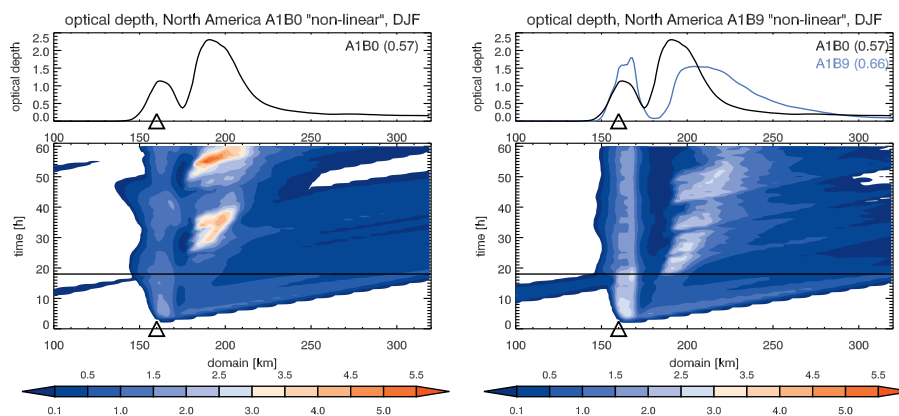 optical depth, North America A1B0 "non-linear", DJF
optical depth
2.5
2.0
1.5
1.0
0.5
0.0
A1B0 (0.57)
100 150 200 250 300
time [h]
60
50
40
30
20
10
0
100 150 200 250 300
domain [km]
0.5 1.5 2.5 3.5 4.5 5.5
0.1 1.0 2.0 3.0 4.0 5.0
optical depth, North America A1B9 "non-linear", DJF
optical depth
2.5
2.0
1.5
1.0
0.5
0.0
A1B0 (0.57)
A1B9 (0.66)
100 150 200 250 300
time [h]
60
50
40
30
20
10
0
100 150 200 250 300
domain [km]
0.5 1.5 2.5 3.5 4.5 5.5
0.1 1.0 2.0 3.0 4.0 5.0